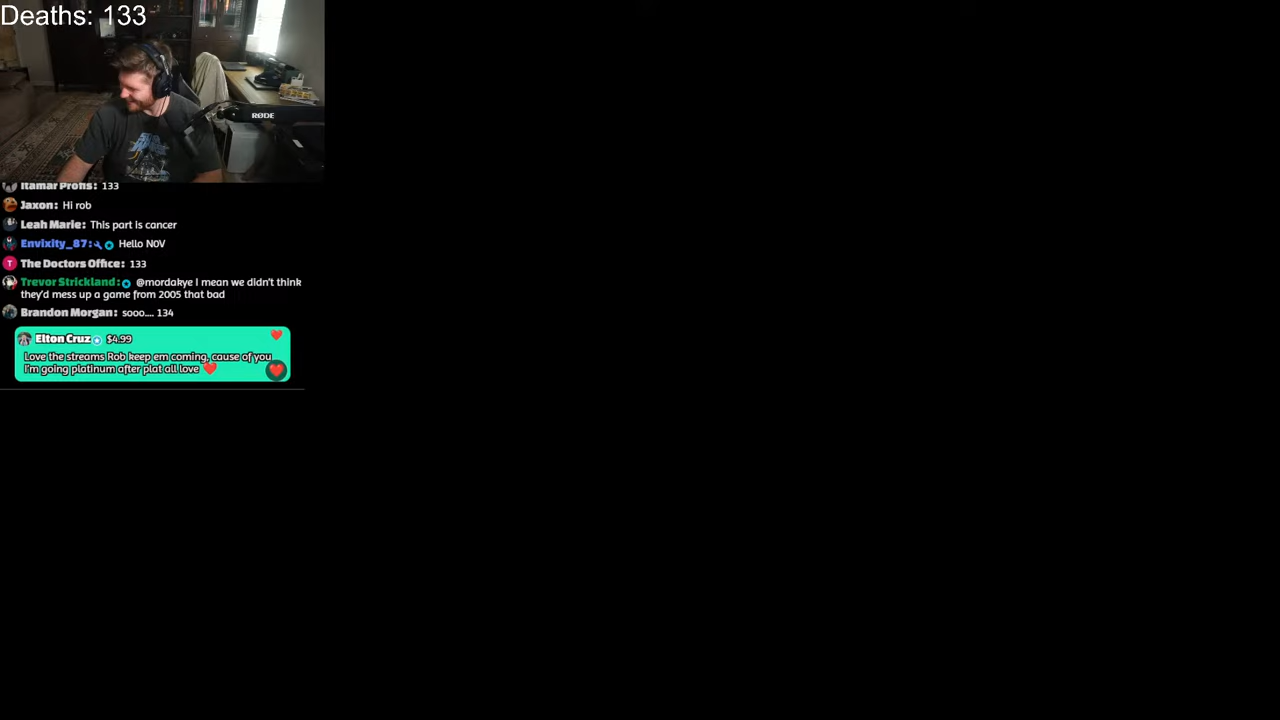 Deaths: 133
RØDE
Itamar Profis: 133
Jaxon: Hi rob
Leah Marie: This part is cancer
Envixity_87: Hello N0V
T The Doctors Office: 133
Trevor Strickland: @mordakye i mean we didn't think
they'd mess up a game from 2005 that bad
Brandon Morgan: sooo.... 134
Elton Cruz $4.99
Love the streams Rob keep em coming, cause of you
I'm going platinum after plat all love ❤️